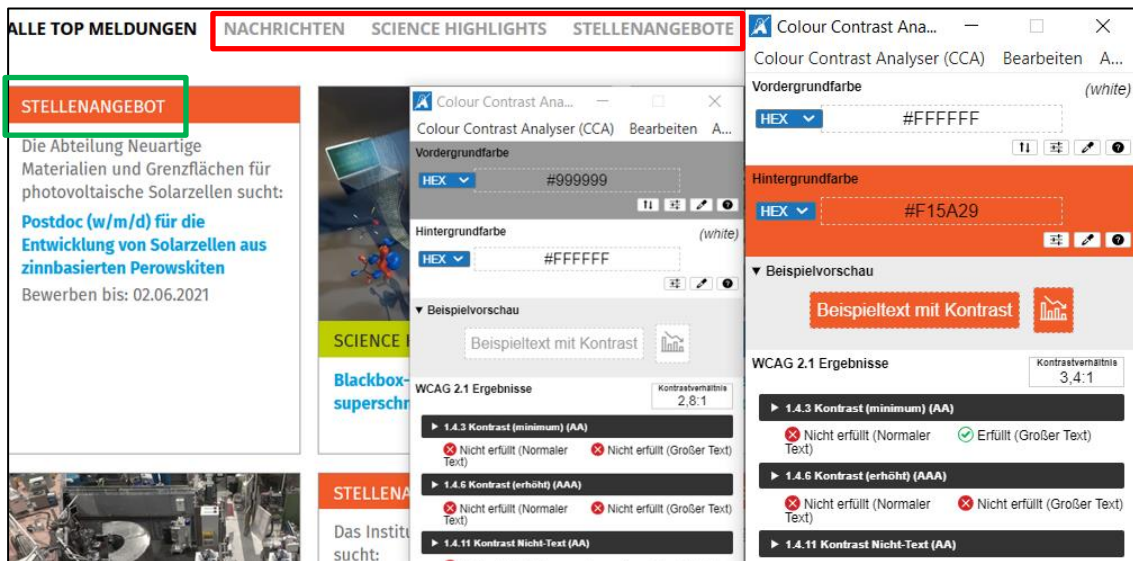 ALLE TOP MELDUNGEN NACHRICHTEN SCIENCE HIGHLIGHTS STELLENANGEBOTE
STELLENANGEBOT
Die Abteilung Neuartige
Materialien und Grenzflächen für
photovoltaische Solarzellen sucht:
Postdoc (w/m/d) für die
Entwicklung von Solarzellen aus
zinnbasierten Perowskiten
Bewerben bis: 02.06.2021
SCIENCE
Blackbox-
STELLENA
Das Institu
sucht:
Colour Contrast Ana...
Colour Contrast Analyser (CCA) Bearbeiten A...
Vordergrundfarbe
HEX #999999
Hintergrundfarbe (white)
HEX #FFFFFF
▼ Beispielvorschau
Beispieltext mit Kontrast
WCAG 2.1 Ergebnisse Kontrastverhältnis
2,8:1
▶ 1.4.3 Kontrast (minimum) (AA)
Nicht erfüllt (Normaler Text) Nicht erfüllt (Großer Text)
▶ 1.4.6 Kontrast (erhöht) (AAA)
Nicht erfüllt (Normaler Text) Nicht erfüllt (Großer Text)
▶ 1.4.11 Kontrast Nicht-Text (AA)
Colour Contrast Ana...
Colour Contrast Analyser (CCA) Bearbeiten A...
Vordergrundfarbe (white)
HEX #FFFFFF
Hintergrundfarbe
HEX #F15A29
▼ Beispielvorschau
Beispieltext mit Kontrast
WCAG 2.1 Ergebnisse Kontrastverhältnis
3,4:1
▶ 1.4.3 Kontrast (minimum) (AA)
Nicht erfüllt (Normaler Text) Erfüllt (Großer Text)
▶ 1.4.6 Kontrast (erhöht) (AAA)
Nicht erfüllt (Normaler Text) Nicht erfüllt (Großer Text)
▶ 1.4.11 Kontrast Nicht-Text (AA)